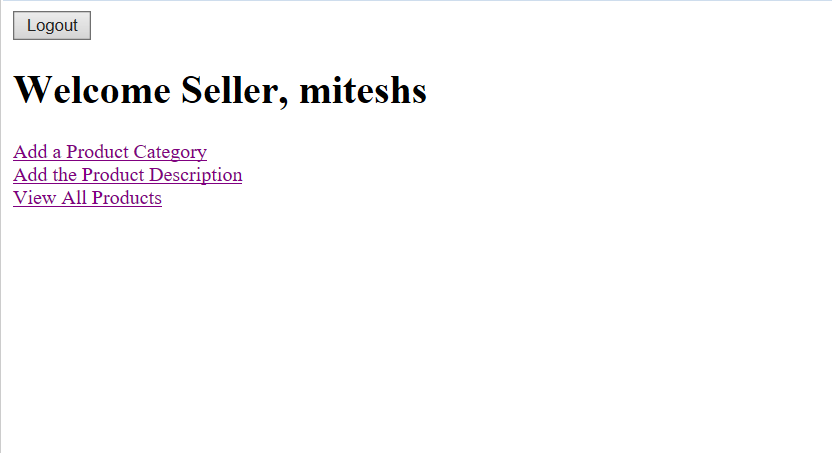 Logout
Welcome Seller, miteshs
Add a Product Category
Add the Product Description
View All Products